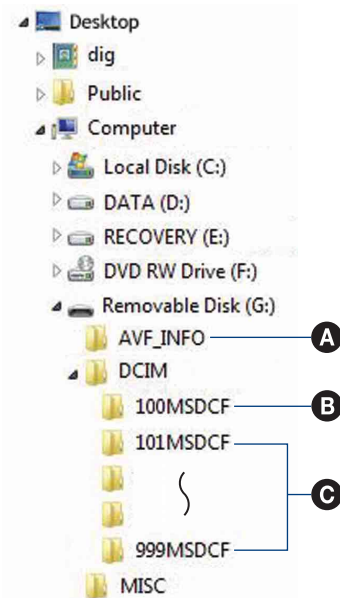 Desktop
dig
Public
Computer
Local Disk (C:)
DATA (D:)
RECOVERY (E:)
DVD RW Drive (F:)
Removable Disk (G:)
AVF_INFO A
DCIM
100MSDCF B
101MSDCF
C
999MSDCF
MISC